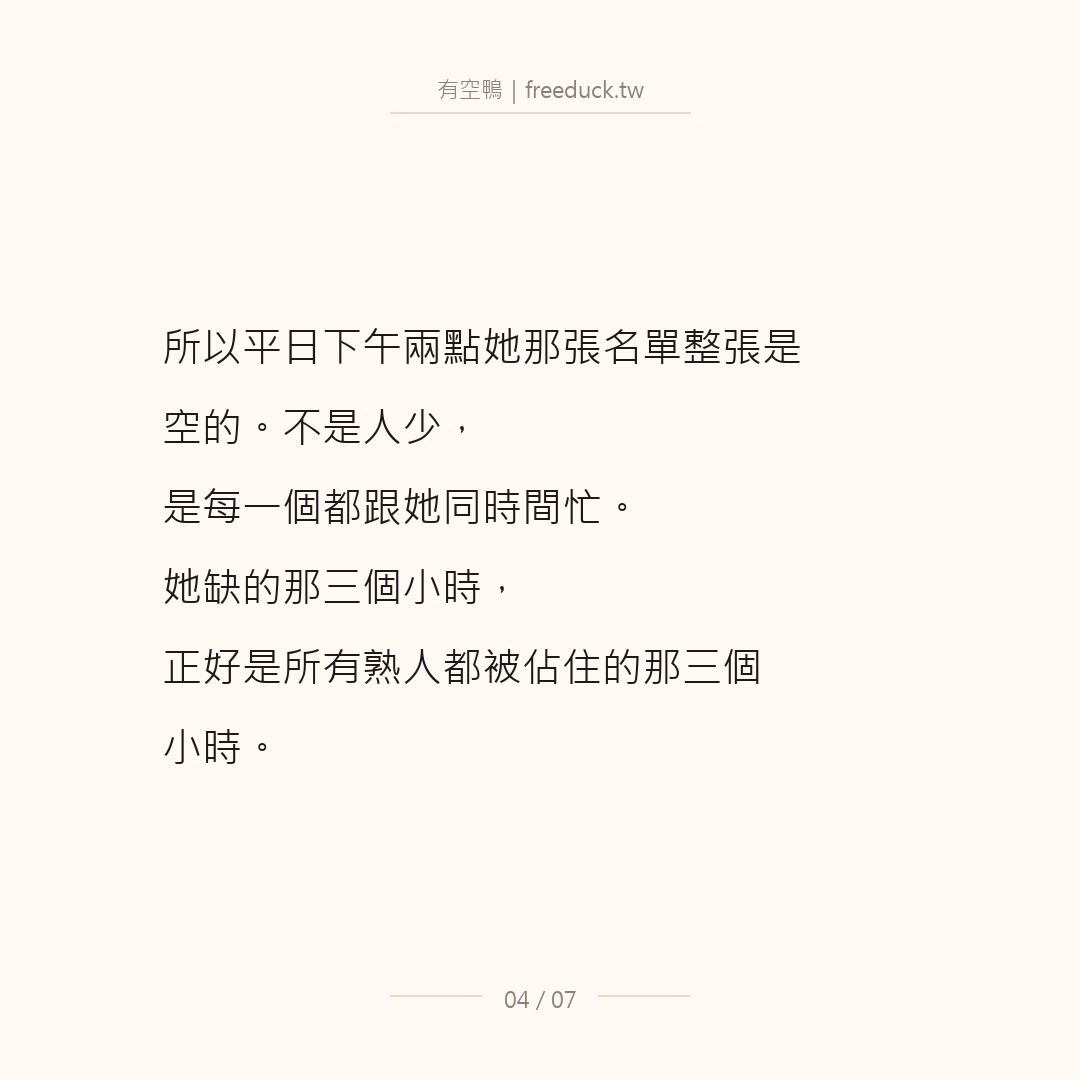 有空鴨 | freeduck.tw
所以平日下午兩點她那張名單整張是
空的。不是人少，
是每一個都跟她同時間忙。
她缺的那三個小時，
正好是所有熟人都被佔住的那三個
小時。
04 / 07